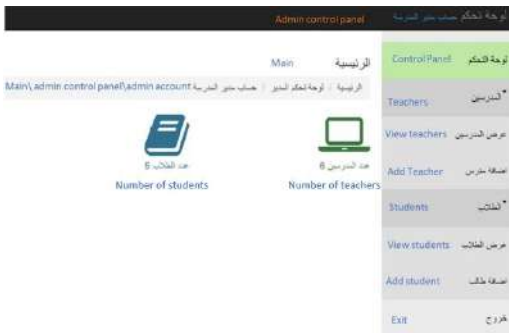 لوحة تحكم حساب مدير المدرسة Admin control panel
الرئيسية Main
الرئيسية / لوحة تحكم المدير / حساب مدير المدرسة Main\ admin control panel\admin account
عدد المدرسين 6
Number of teachers
عدد الطلاب 5
Number of students
لوحة التحكم Control Panel
المدرسين Teachers
عرض المدرسين View teachers
اضافة مدرس Add Teacher
الطلاب Students
عرض الطلاب View students
اضافة طالب Add student
خروج Exit